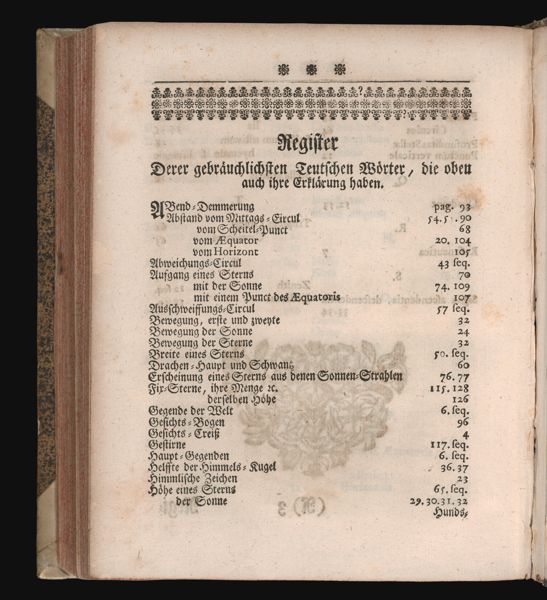 Register
Derer gebräuchlichsten Teutschen Wörter, die oben
auch ihre Erklärung haben.
ABend-Demmerung pag. 93
Abstand vom Mittags-Circul 54. 5 . 90
vom Scheitel-Punct 68
vom Æquator 20. 104
vom Horizont 105
Abweichungs-Circul 43 seq.
Aufgang eines Sterns 70
mit der Sonne 74. 109
mit einem Punct des Æquatoris 107
Ausschweiffungs-Circul 57 seq.
Bewegung, erste und zweyte 32
Bewegung der Sonne 24
Bewegung der Sterne 32
Breite eines Sterns 50. seq.
Drachen-Haupt und Schwantz 60
Erscheinung eines Sterns aus denen Sonnen-Strahlen 76. 77
Fix-Sterne, ihre Menge ꝛc. 115. 128
derselben Höhe 126
Gegende der Welt 6. seq.
Gesichts-Bogen 96
Gesichts-Creiß 4
Gestirne 117. seq.
Haupt-Gegenden 6. seq.
Helffte der Himmels-Kugel 36. 37
Himmlische Zeichen 23
Höhe eines Sterns 65. seq.
der Sonne 29. 30. 31. 32
Hunds-